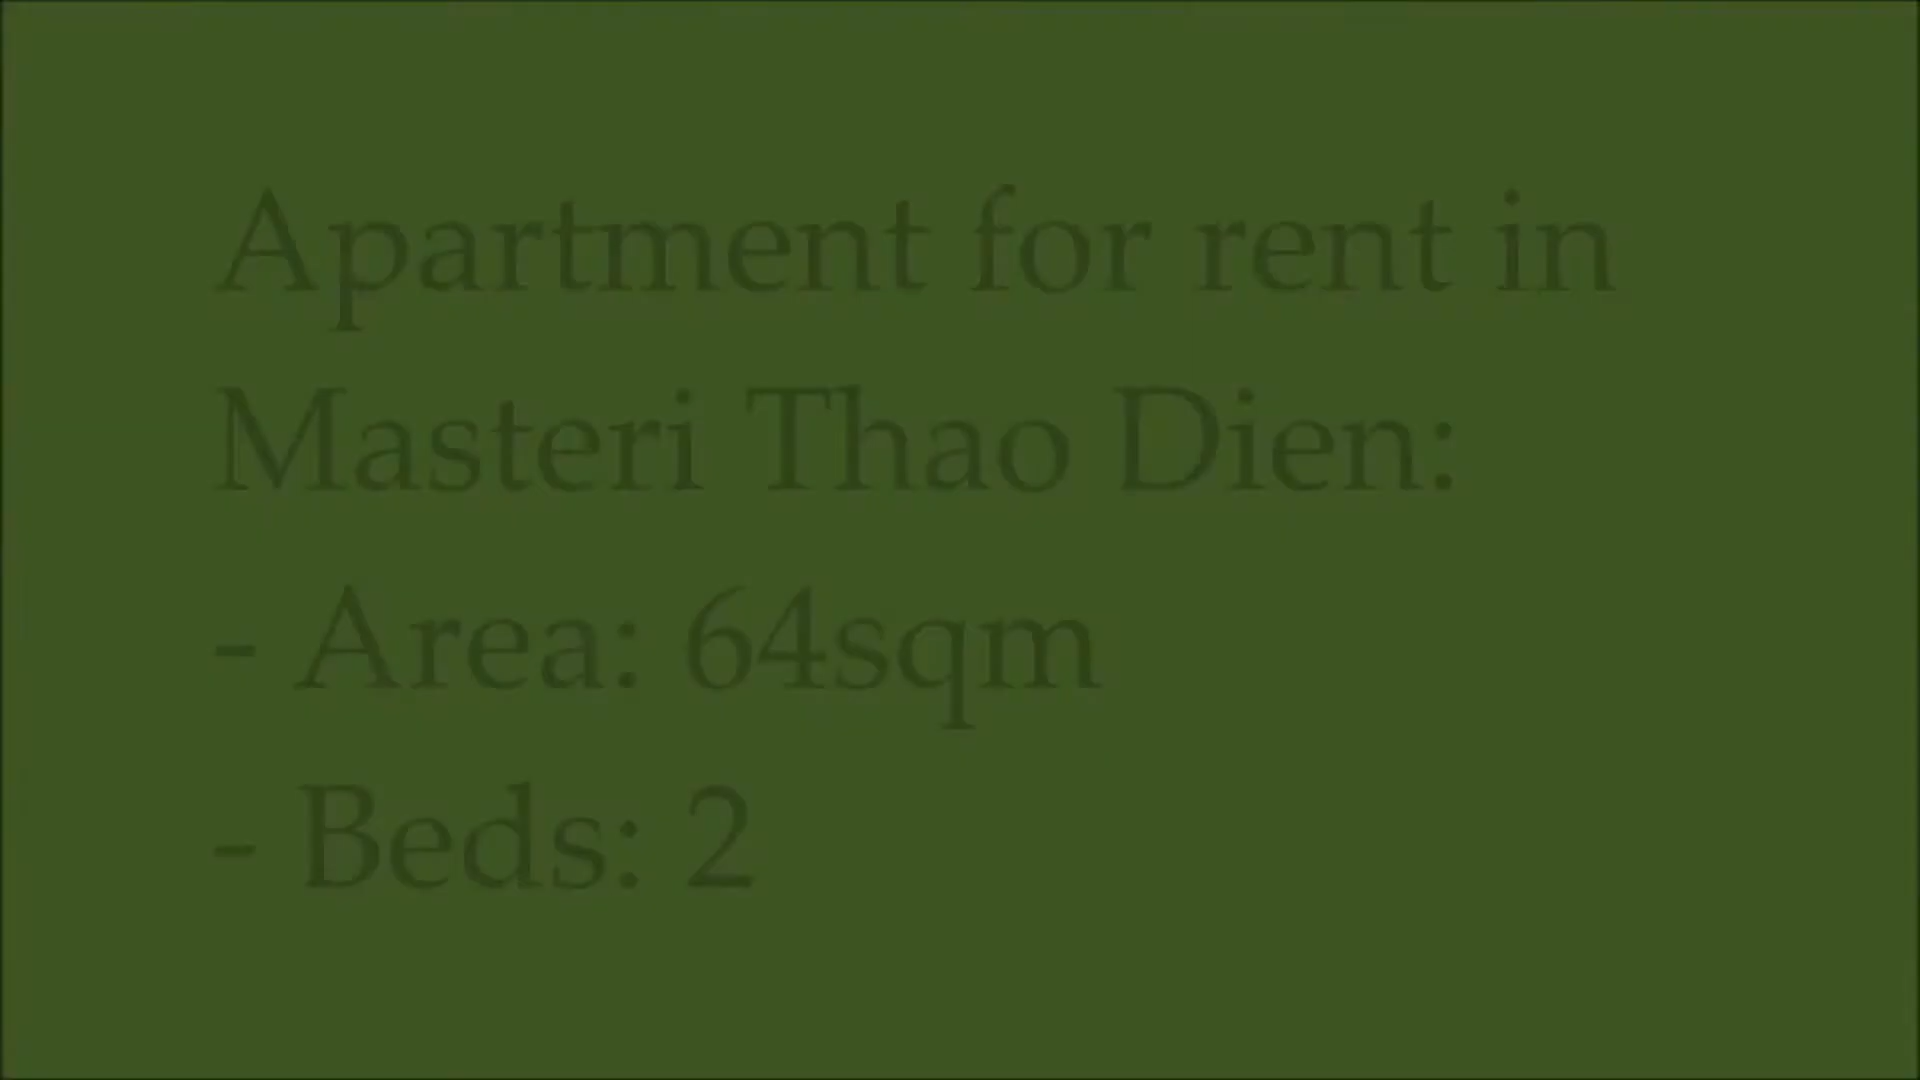 Apartment for rent in
Masteri Thao Dien:
- Area: 64sqm
- Beds: 2